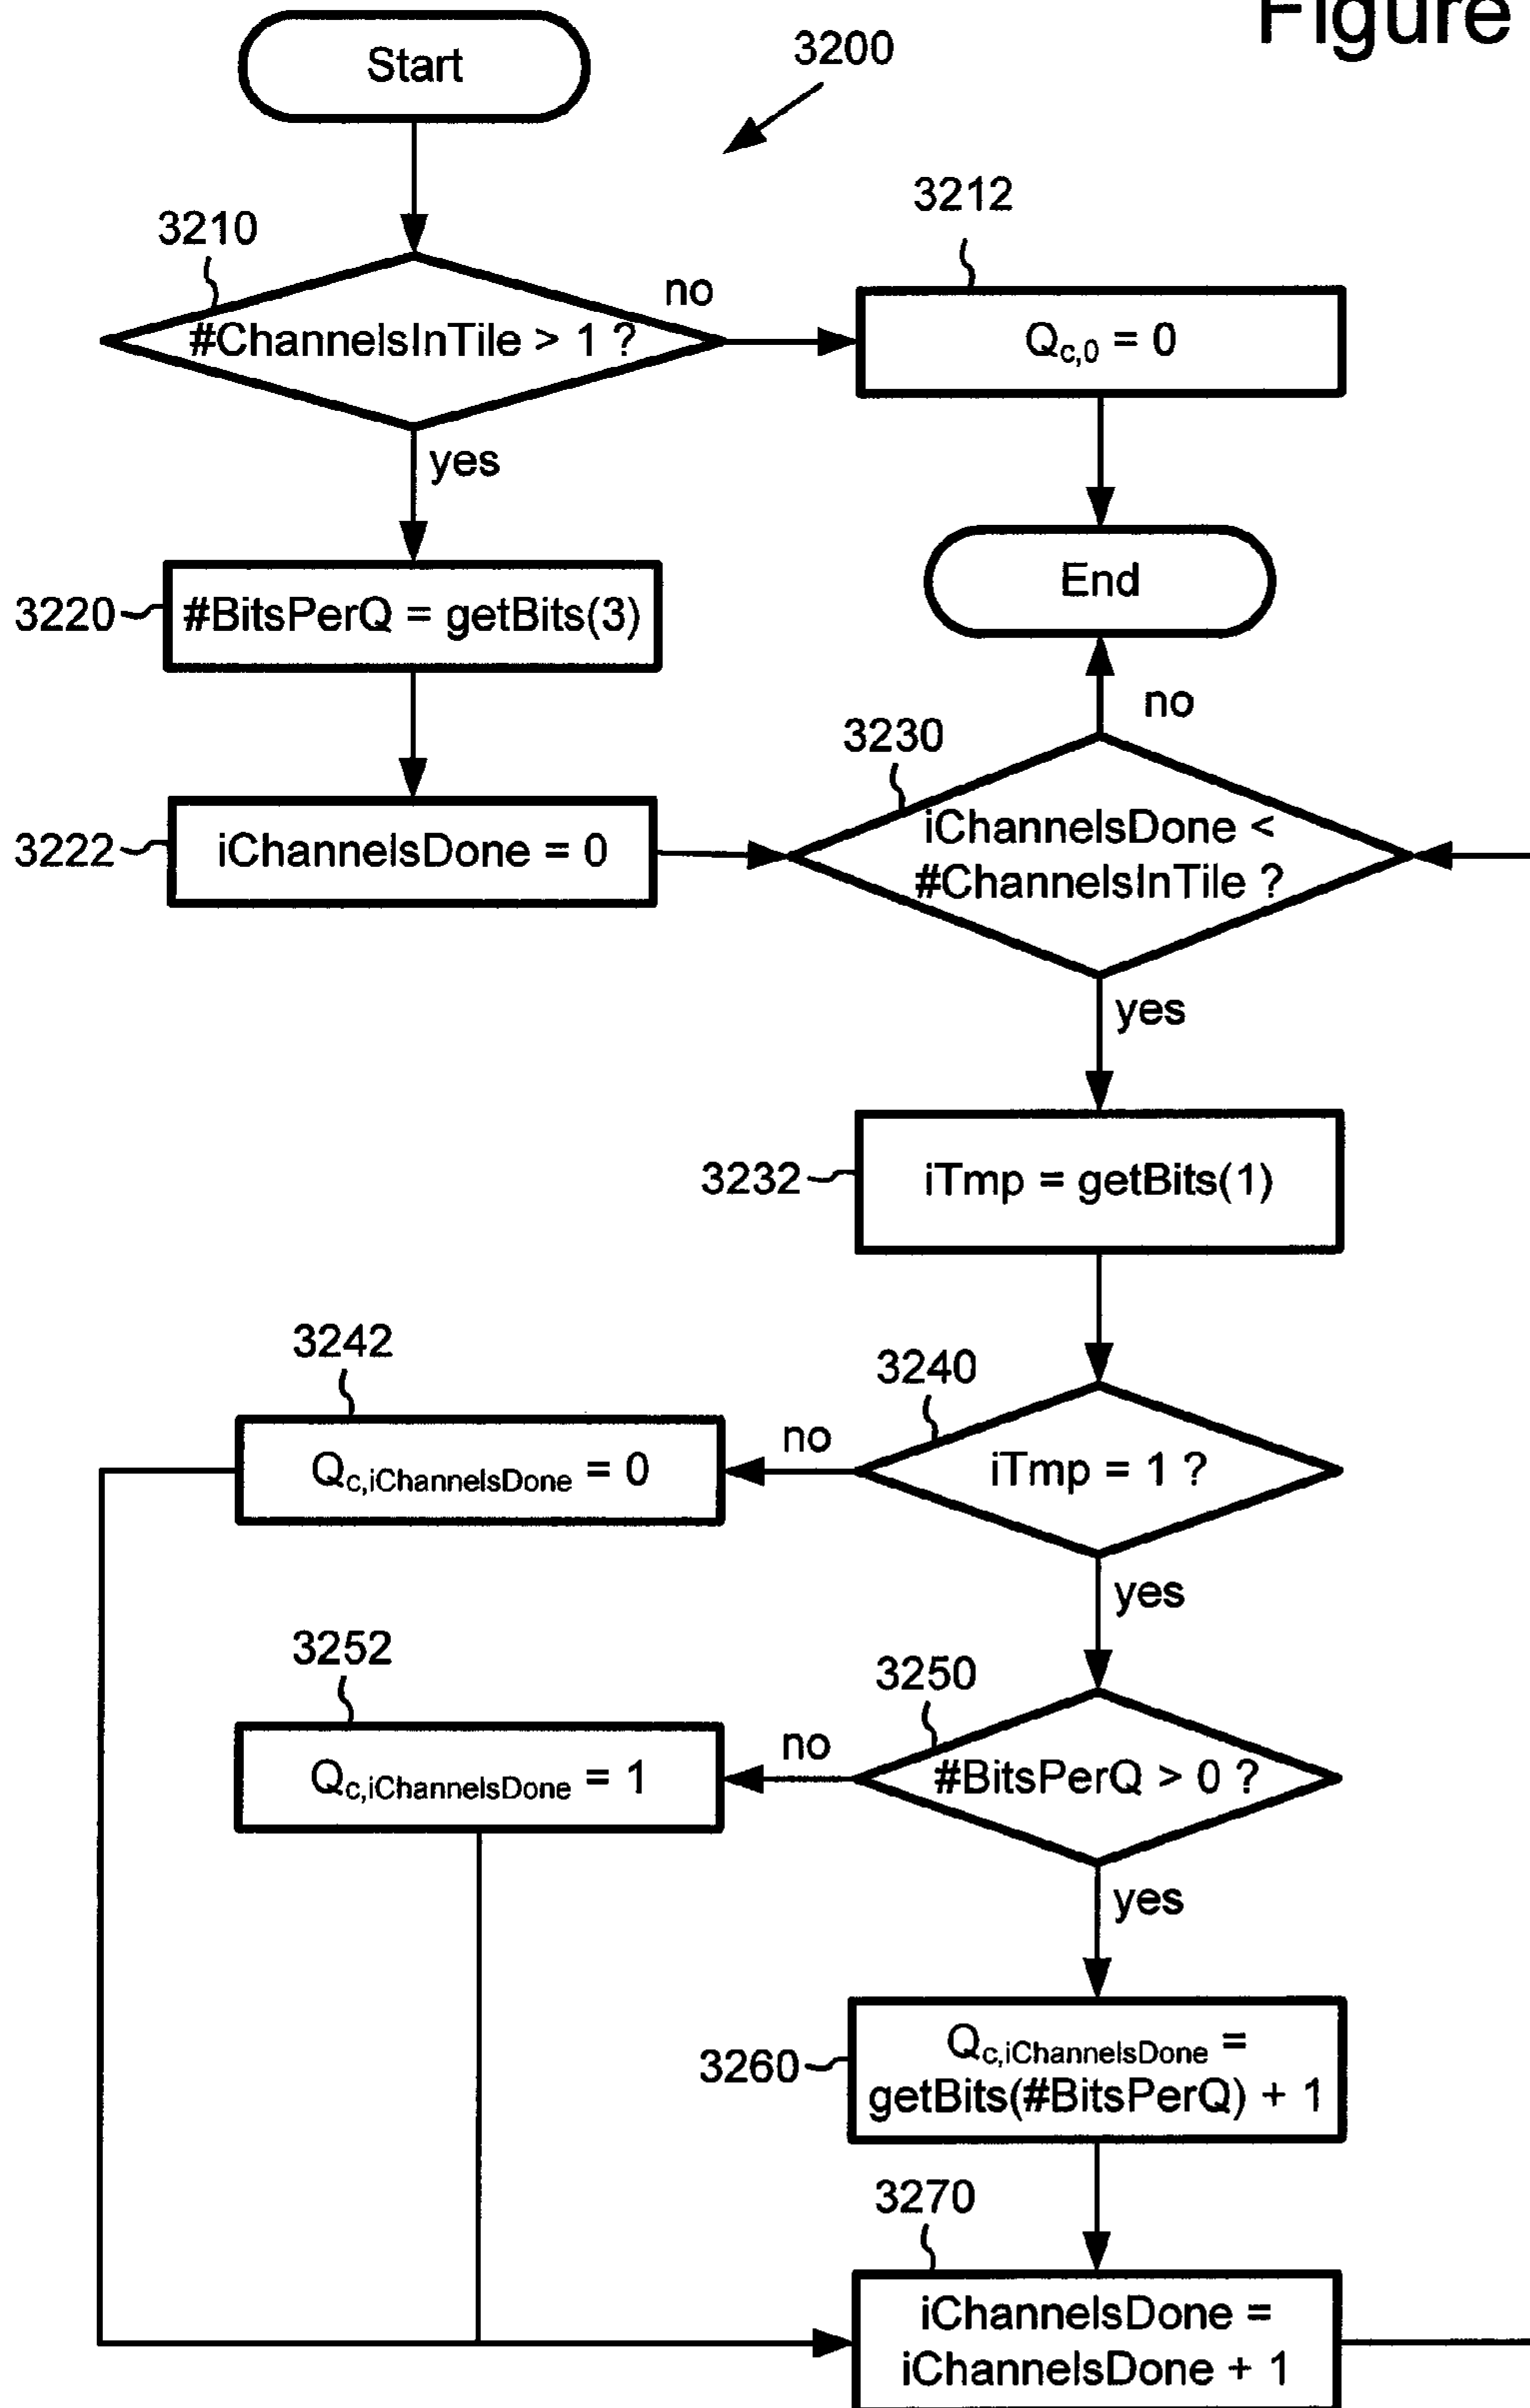 Figure
Start
3200
3210
#ChannelsInTile > 1 ?
no
3212
Qc,0 = 0
yes
End
3220
#BitsPerQ = getBits(3)
no
3222
iChannelsDone = 0
3230
iChannelsDone <
#ChannelsInTile ?
yes
3232
iTmp = getBits(1)
3242
Qc,iChannelsDone = 0
no
3240
iTmp = 1 ?
yes
3252
Qc,iChannelsDone = 1
no
3250
#BitsPerQ > 0 ?
yes
3260
Qc,iChannelsDone =
getBits(#BitsPerQ) + 1
3270
iChannelsDone =
iChannelsDone + 1